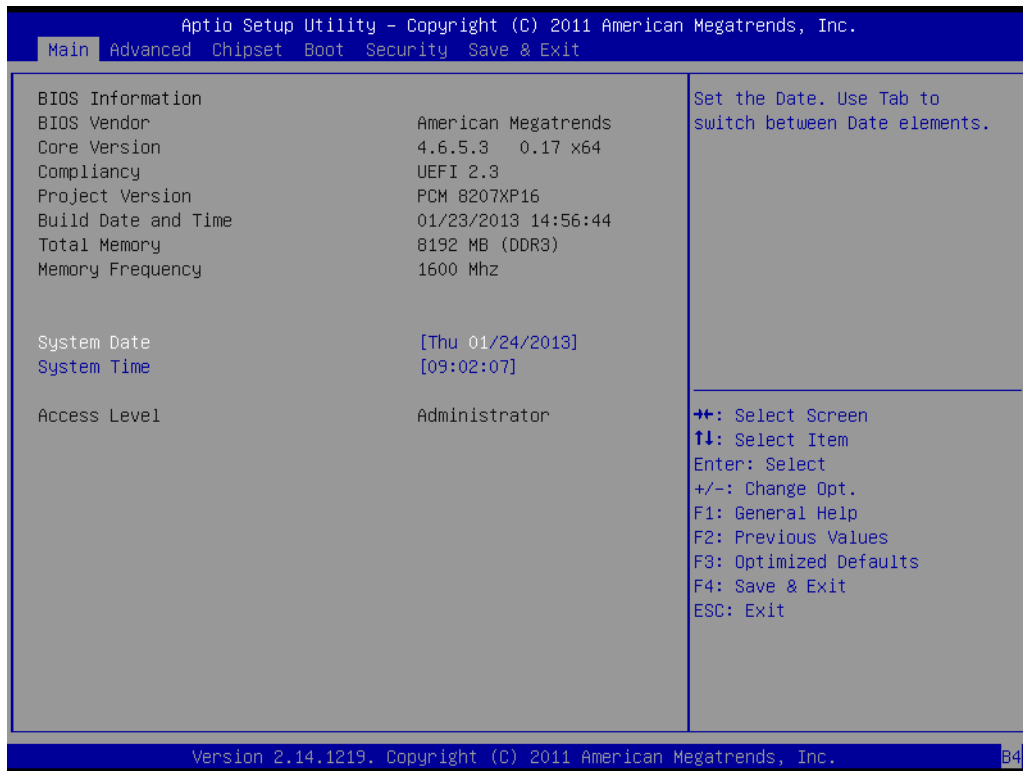 Aptio Setup Utility – Copyright (C) 2011 American Megatrends, Inc.
Main Advanced Chipset Boot Security Save & Exit
BIOS Information
BIOS Vendor American Megatrends
Core Version 4.6.5.3 0.17 x64
Compliancy UEFI 2.3
Project Version PCM 8207XP16
Build Date and Time 01/23/2013 14:56:44
Total Memory 8192 MB (DDR3)
Memory Frequency 1600 Mhz
System Date [Thu 01/24/2013]
System Time [09:02:07]
Access Level Administrator
Set the Date. Use Tab to
switch between Date elements.
→←: Select Screen
↑↓: Select Item
Enter: Select
+/-: Change Opt.
F1: General Help
F2: Previous Values
F3: Optimized Defaults
F4: Save & Exit
ESC: Exit
Version 2.14.1219. Copyright (C) 2011 American Megatrends, Inc.
B4